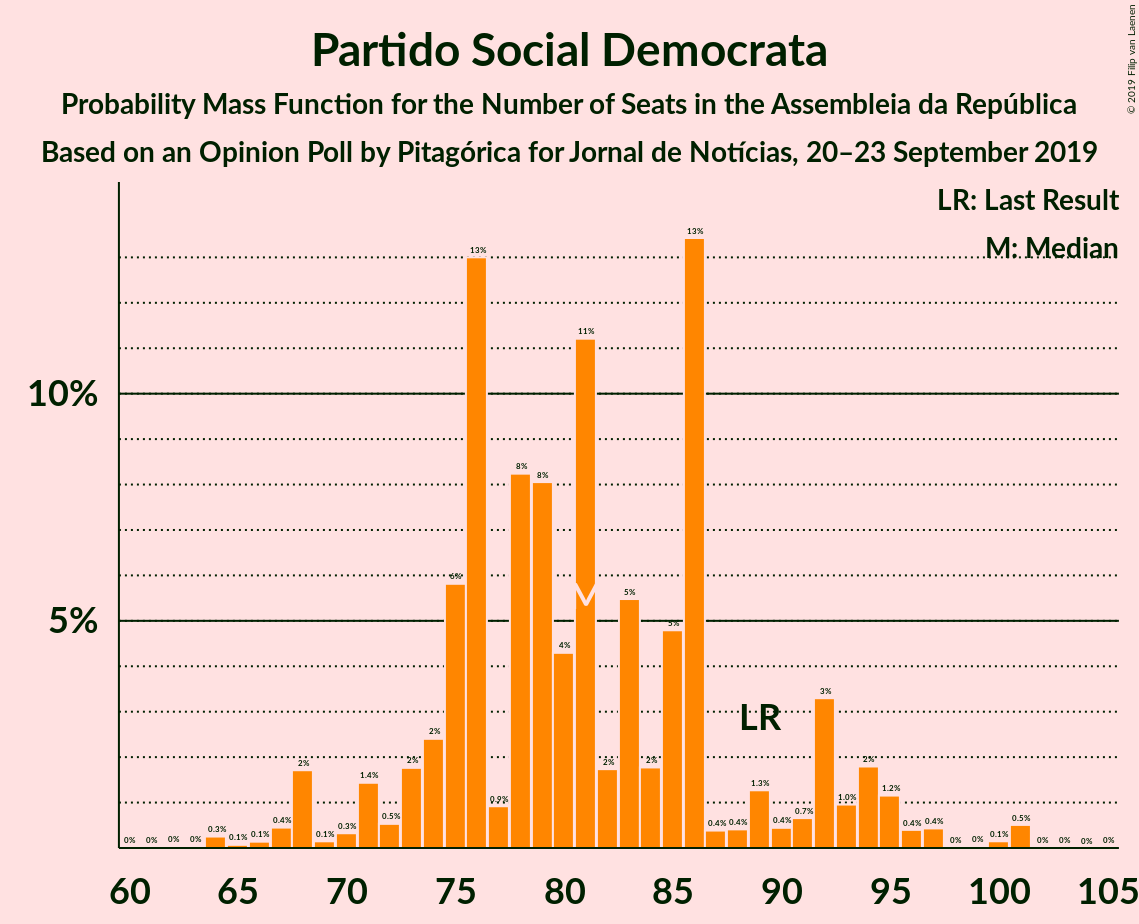 Partido Social Democrata
Probability Mass Function for the Number of Seats in the Assembleia da República
Based on an Opinion Poll by Pitagórica for Jornal de Notícias, 20–23 September 2019
© 2019 Filip van Laenen
LR: Last Result
M: Median
10%
5%
0% 0% 0% 0% 0.3% 0.1% 0.1% 0.4% 2% 0.1% 0.3% 1.4% 0.5% 2% 2% 6% 13% 0.9% 8% 8% 4% 11% 2% 5% 2% 5% 13% 0.4% 0.4% 1.3% 0.4% 0.7% 3% 1.0% 2% 1.2% 0.4% 0.4% 0% 0% 0.1% 0.5% 0% 0% 0% 0%
M
LR
60 65 70 75 80 85 90 95 100 105